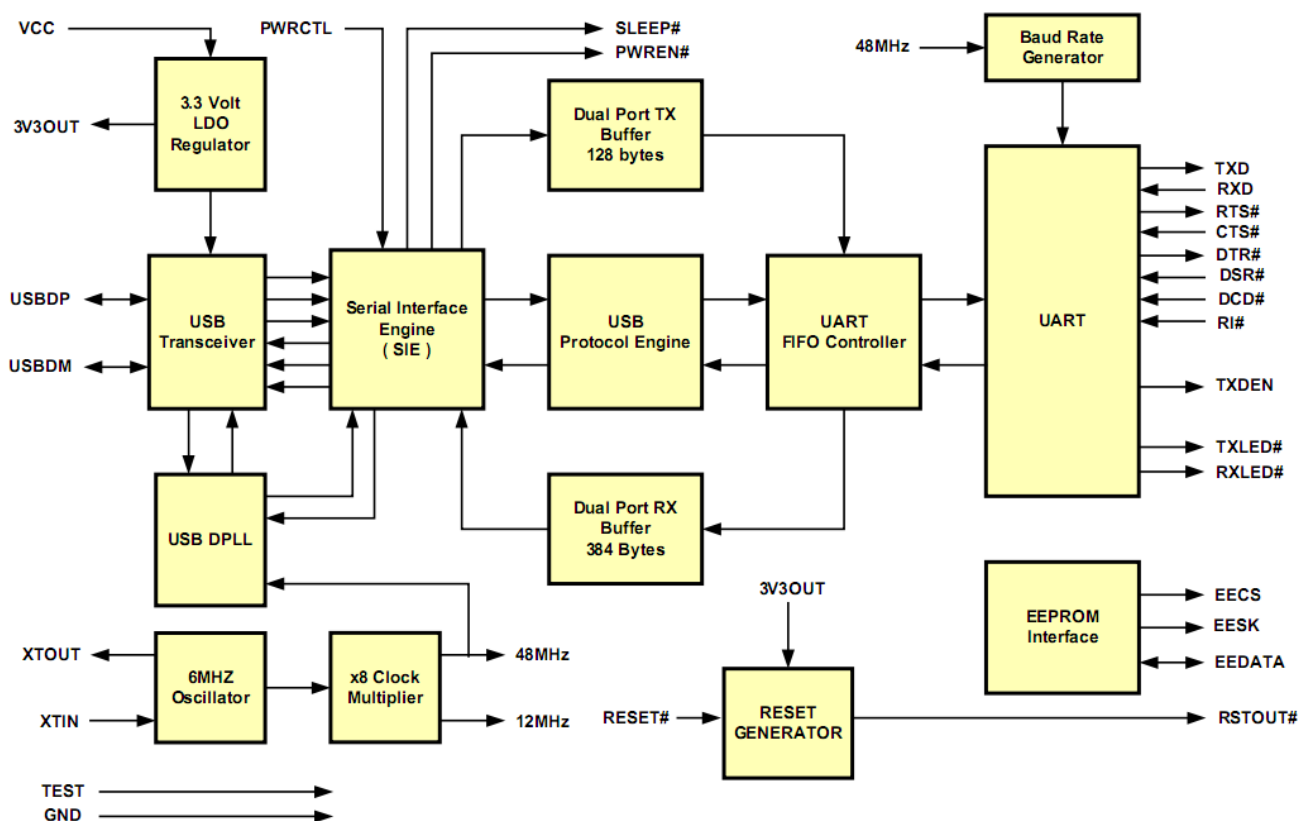 VCC
PWRCTL
SLEEP#
PWREN#
48MHz
Baud Rate
Generator
3.3 Volt
LDO
Regulator
3V3OUT
Dual Port TX
Buffer
128 bytes
TXD
RXD
RTS#
CTS#
DTR#
DSR#
DCD#
RI#
TXDEN
TXLED#
RXLED#
USBDP
USBDM
USB
Transceiver
Serial Interface
Engine
( SIE )
USB
Protocol Engine
UART
FIFO Controller
UART
USB DPLL
Dual Port RX
Buffer
384 Bytes
3V3OUT
EEPROM
Interface
EECS
EESK
EEDATA
XTOUT
XTIN
6MHZ
Oscillator
x8 Clock
Multiplier
48MHz
12MHz
RESET#
RESET
GENERATOR
RSTOUT#
TEST
GND